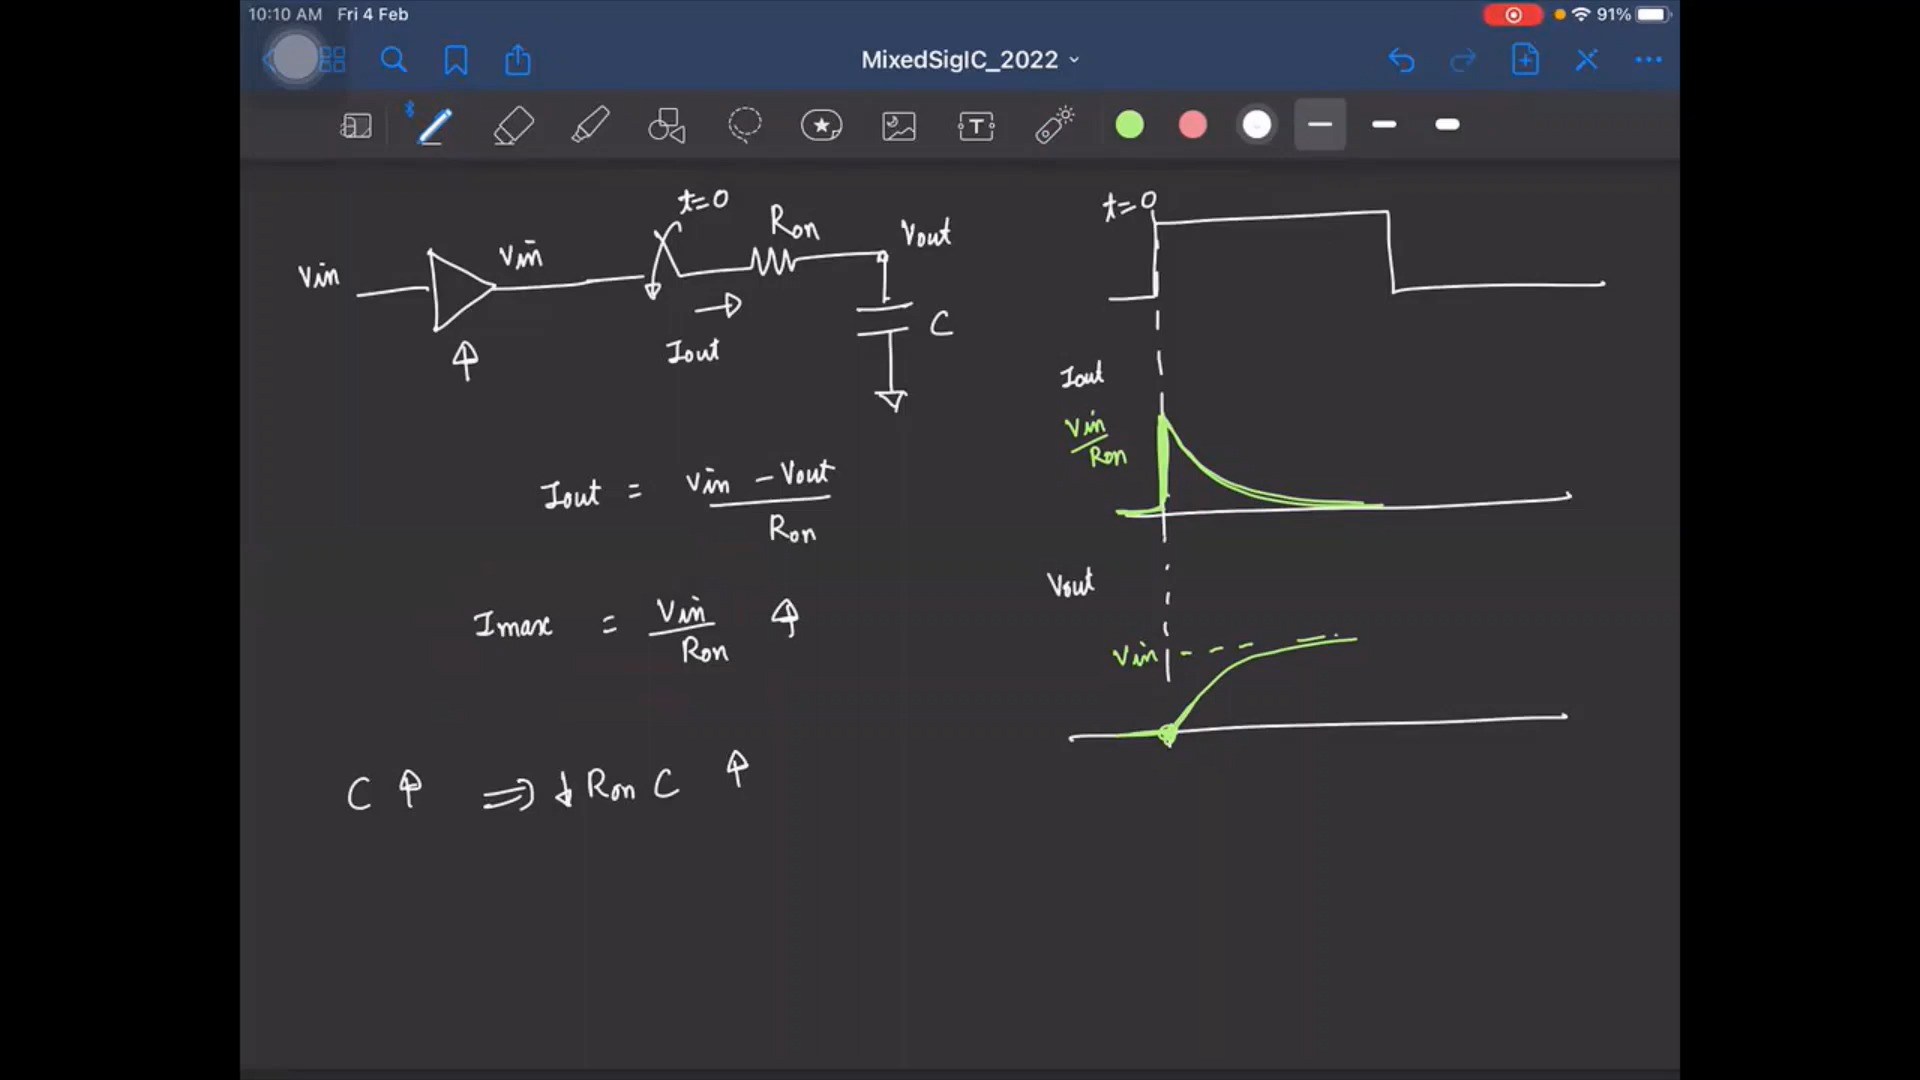 10:10 AM Fri 4 Feb
91%
MixedSigIC_2022
T
t=0
Ron
Vout
Vin
Vin
C
Iout
Iout = Vin - Vout / Ron
Imax = Vin / Ron ↑
C ↑ ⇒ ↓ Ron C ↑
t=0
Iout
Vin / Ron
Vout
Vin